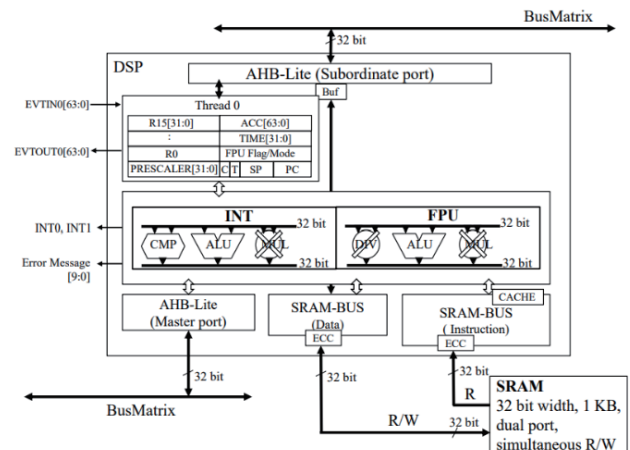 BusMatrix
32 bit
DSP
AHB-Lite (Subordinate port)
Buf
EVTIN0[63:0]
Thread 0
R15[31:0] ACC[63:0]
: TIME[31:0]
EVTOUT0[63:0]
R0 FPU Flag/Mode
PRESCALER[31:0] C T SP PC
INT FPU
32 bit 32 bit
INT0, INT1
CMP ALU MUL DIV ALU MUL
Error Message
[9:0]
32 bit 32 bit
CACHE
AHB-Lite
(Master port)
SRAM-BUS
(Data)
ECC
SRAM-BUS
( Instruction)
ECC
32 bit 32 bit 32 bit
R
SRAM
32 bit width, 1 KB,
dual port,
simultaneous R/W
BusMatrix
R/W 32 bit